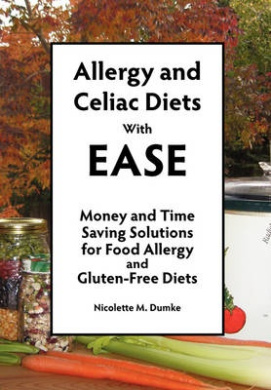 Allergy and
Celiac Diets
With
EASE
Money and Time
Saving Solutions
for Food Allergy
and
Gluten-Free Diets
Nicolette M. Dumke